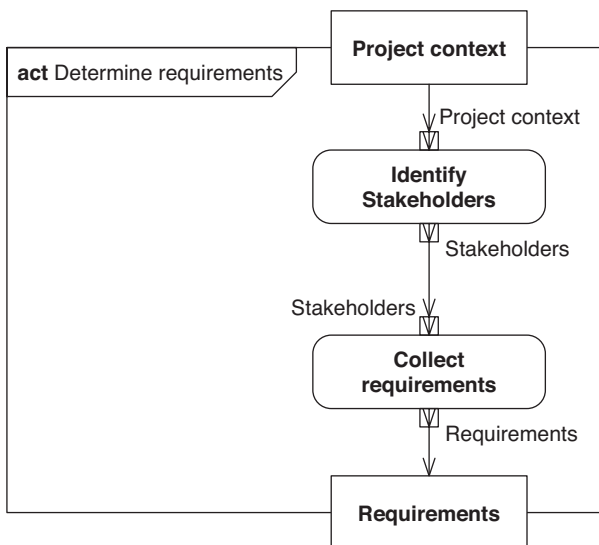 Project context
act Determine requirements
Project context
Identify
Stakeholders
Stakeholders
Stakeholders
Collect
requirements
Requirements
Requirements